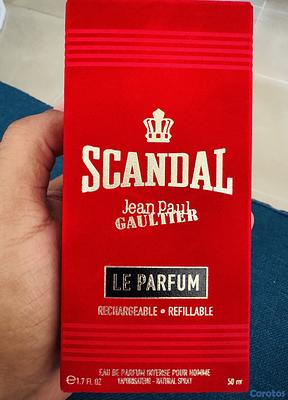 SCANDAL
Jean Paul
GAULTIER
LE PARFUM
RECHARGEABLE • REFILLABLE
EAU DE PARFUM INTENSE POUR HOMME
℮ 1.7 FL. OZ VAPORISATEUR - NATURAL SPRAY 50 ml
Corotos